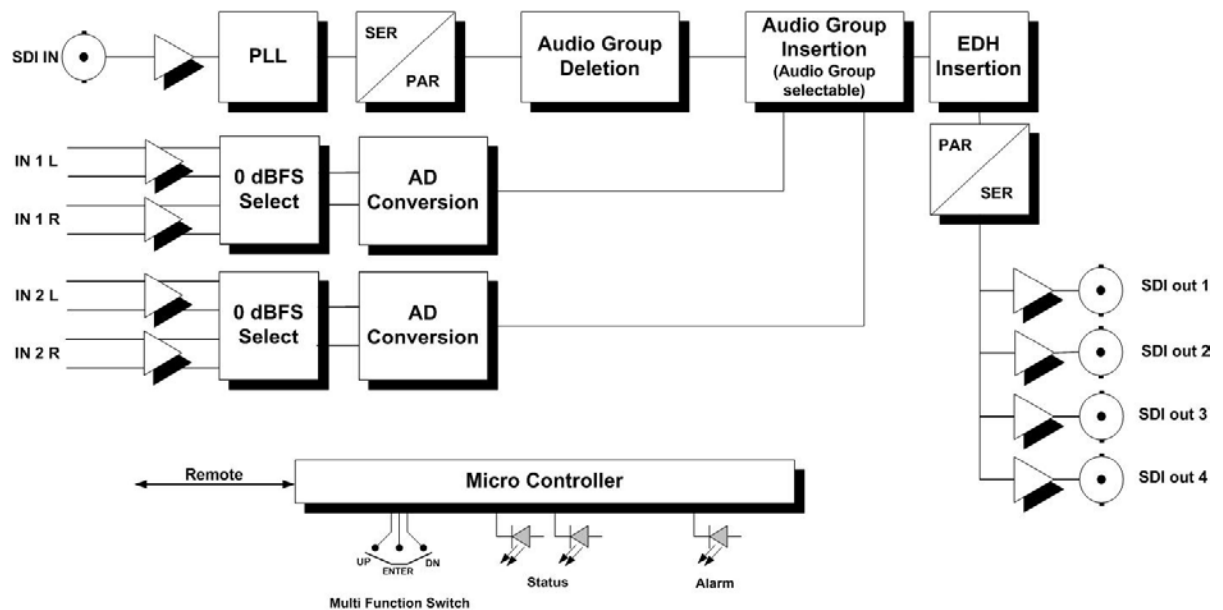 SDI IN
PLL
SER
PAR
Audio Group
Deletion
Audio Group
Insertion
(Audio Group
selectable)
EDH
Insertion
PAR
SER
IN 1 L
IN 1 R
0 dBFS
Select
AD
Conversion
IN 2 L
IN 2 R
0 dBFS
Select
AD
Conversion
SDI out 1
SDI out 2
SDI out 3
SDI out 4
Remote
Micro Controller
UP
ENTER
DN
Multi Function Switch
Status
Alarm